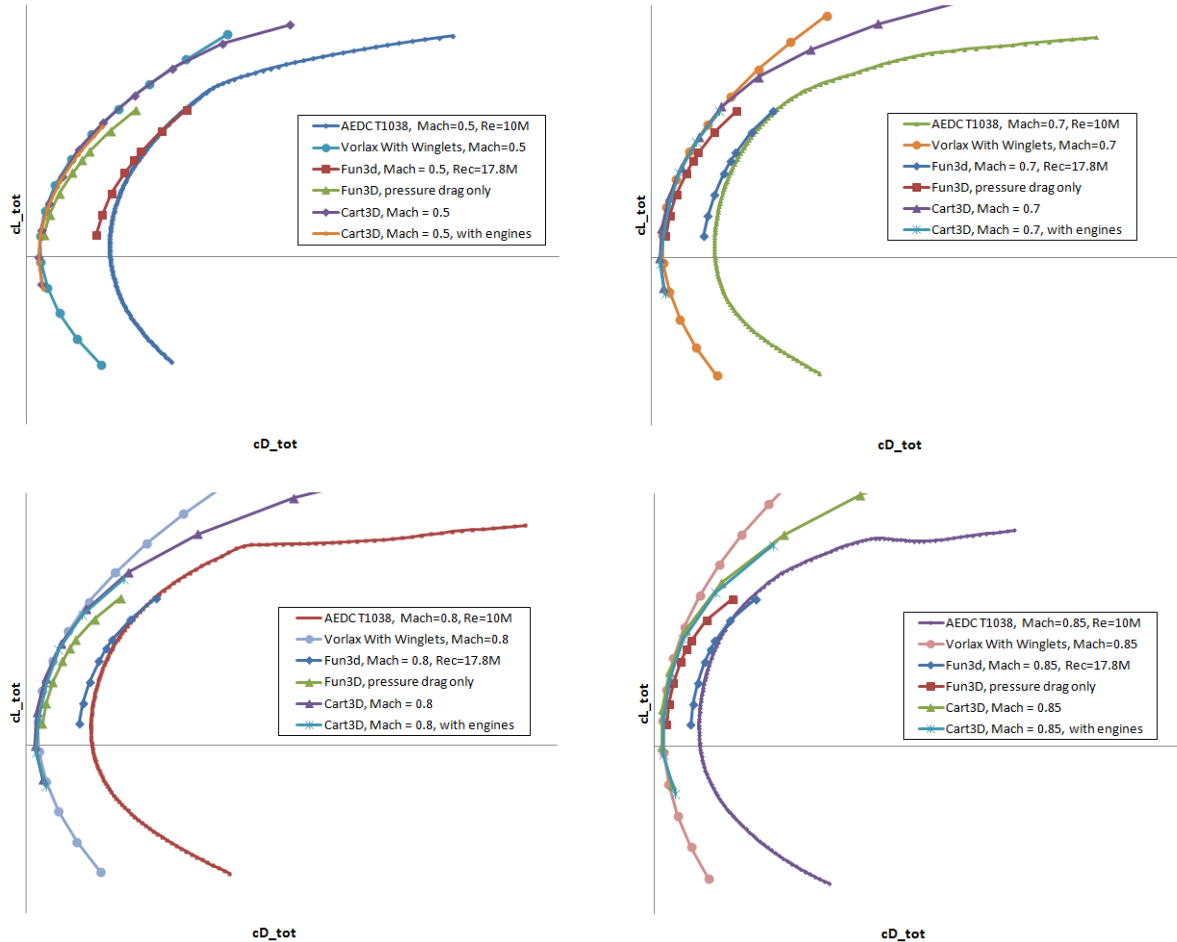 AEDC T1038, Mach=0.5, Re=10M
Vorlax With Winglets, Mach=0.5
Fun3d, Mach = 0.5, Rec=17.8M
Fun3D, pressure drag only
Cart3D, Mach = 0.5
Cart3D, Mach = 0.5, with engines
cL_tot
cD_tot
AEDC T1038, Mach=0.7, Re=10M
Vorlax With Winglets, Mach=0.7
Fun3d, Mach = 0.7, Rec=17.8M
Fun3D, pressure drag only
Cart3D, Mach = 0.7
Cart3D, Mach = 0.7, with engines
cL_tot
cD_tot
AEDC T1038, Mach=0.8, Re=10M
Vorlax With Winglets, Mach=0.8
Fun3d, Mach = 0.8, Rec=17.8M
Fun3D, pressure drag only
Cart3D, Mach = 0.8
Cart3D, Mach = 0.8, with engines
cL_tot
cD_tot
AEDC T1038, Mach=0.85, Re=10M
Vorlax With Winglets, Mach=0.85
Fun3d, Mach = 0.85, Rec=17.8M
Fun3D, pressure drag only
Cart3D, Mach = 0.85
Cart3D, Mach = 0.85, with engines
cL_tot
cD_tot